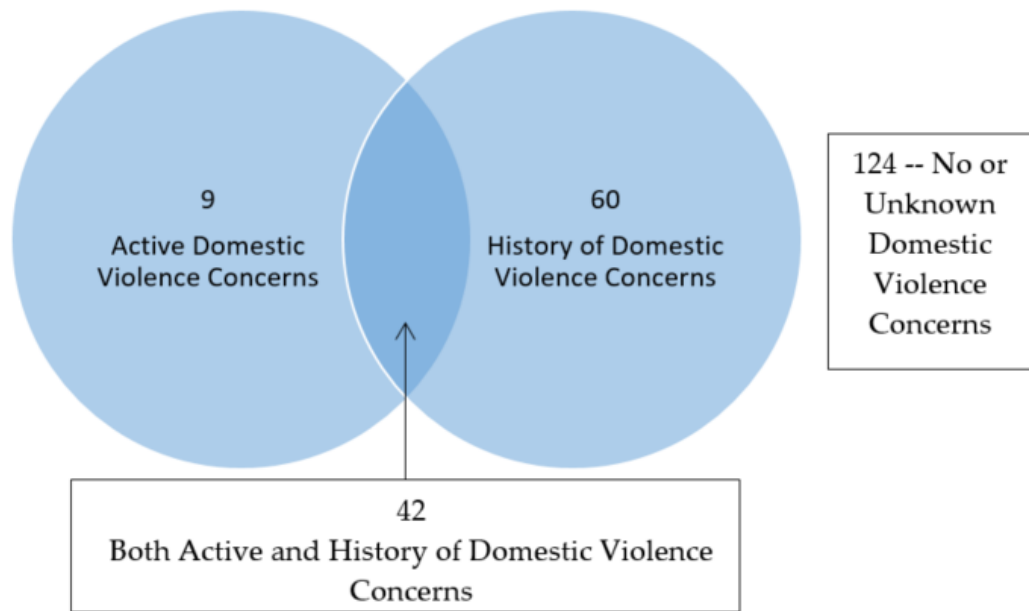 9
Active Domestic
Violence Concerns
60
History of Domestic
Violence Concerns
124 -- No or
Unknown
Domestic
Violence
Concerns
42
Both Active and History of Domestic Violence
Concerns